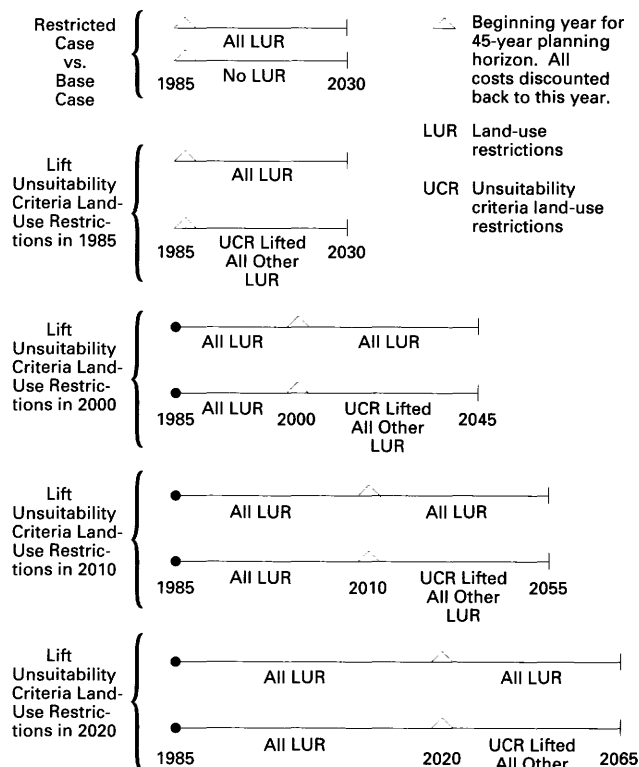 Restricted
Case
vs.
Base
Case
All LUR
No LUR
1985
2030
Beginning year for
45-year planning
horizon. All
costs discounted
back to this year.
LUR Land-use
restrictions
UCR Unsuitability
criteria land-use
restrictions
Lift
Unsuitability
Criteria Land-
Use Restric-
tions in 1985
All LUR
1985
UCR Lifted
All Other
LUR
2030
Lift
Unsuitability
Criteria Land-
Use Restric-
tions in 2000
All LUR
All LUR
1985
All LUR
2000
UCR Lifted
All Other
LUR
2045
Lift
Unsuitability
Criteria Land-
Use Restric-
tions in 2010
All LUR
All LUR
1985
All LUR
2010
UCR Lifted
All Other
LUR
2055
Lift
Unsuitability
Criteria Land-
Use Restric-
tions in 2020
All LUR
All LUR
1985
All LUR
2020
UCR Lifted
All Other
2065